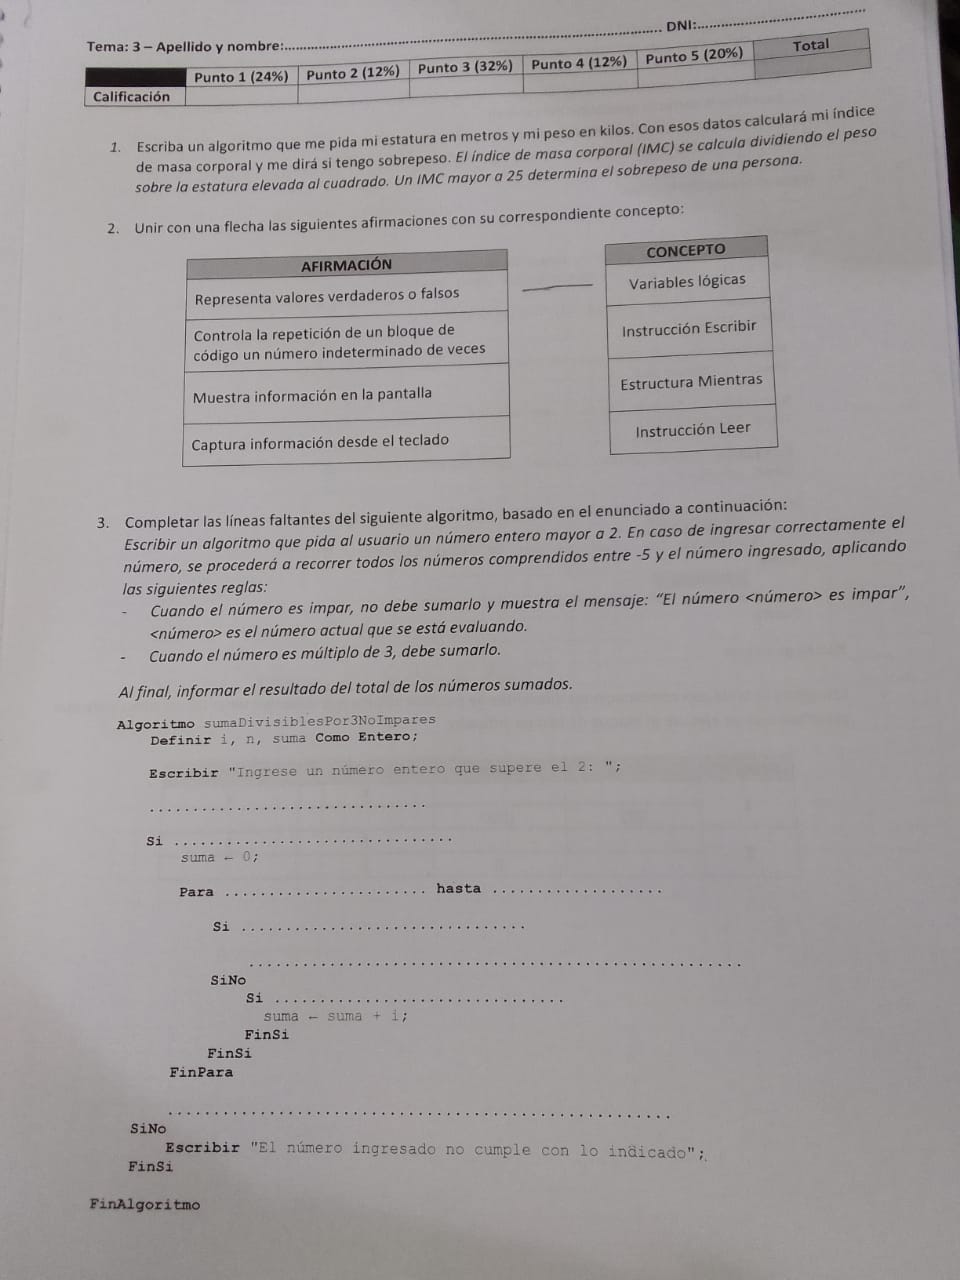 Tema: 3 – Apellido y nombre:.......................................................................................... DNI:........................................
Punto 1 (24%) Punto 2 (12%) Punto 3 (32%) Punto 4 (12%) Punto 5 (20%) Total
Calificación
1. Escriba un algoritmo que me pida mi estatura en metros y mi peso en kilos. Con esos datos calculará mi índice
de masa corporal y me dirá si tengo sobrepeso. El índice de masa corporal (IMC) se calcula dividiendo el peso
sobre la estatura elevada al cuadrado. Un IMC mayor a 25 determina el sobrepeso de una persona.
2. Unir con una flecha las siguientes afirmaciones con su correspondiente concepto:
AFIRMACIÓN
Representa valores verdaderos o falsos
Controla la repetición de un bloque de
código un número indeterminado de veces
Muestra información en la pantalla
Captura información desde el teclado
CONCEPTO
Variables lógicas
Instrucción Escribir
Estructura Mientras
Instrucción Leer
3. Completar las líneas faltantes del siguiente algoritmo, basado en el enunciado a continuación:
Escribir un algoritmo que pida al usuario un número entero mayor a 2. En caso de ingresar correctamente el
número, se procederá a recorrer todos los números comprendidos entre -5 y el número ingresado, aplicando
las siguientes reglas:
- Cuando el número es impar, no debe sumarlo y muestra el mensaje: “El número <número> es impar”,
<número> es el número actual que se está evaluando.
- Cuando el número es múltiplo de 3, debe sumarlo.
Al final, informar el resultado del total de los números sumados.
Algoritmo sumaDivisiblesPor3NoImpares
Definir i, n, suma Como Entero;
Escribir "Ingrese un número entero que supere el 2: ";
...............................
Si ...............................
suma ← 0;
Para ....................... hasta ...................
Si ...............................
.......................................................
SiNo
Si ................................
suma ← suma + i;
FinSi
FinSi
FinPara
........................................................
SiNo
Escribir "El número ingresado no cumple con lo indicado";
FinSi
FinAlgoritmo